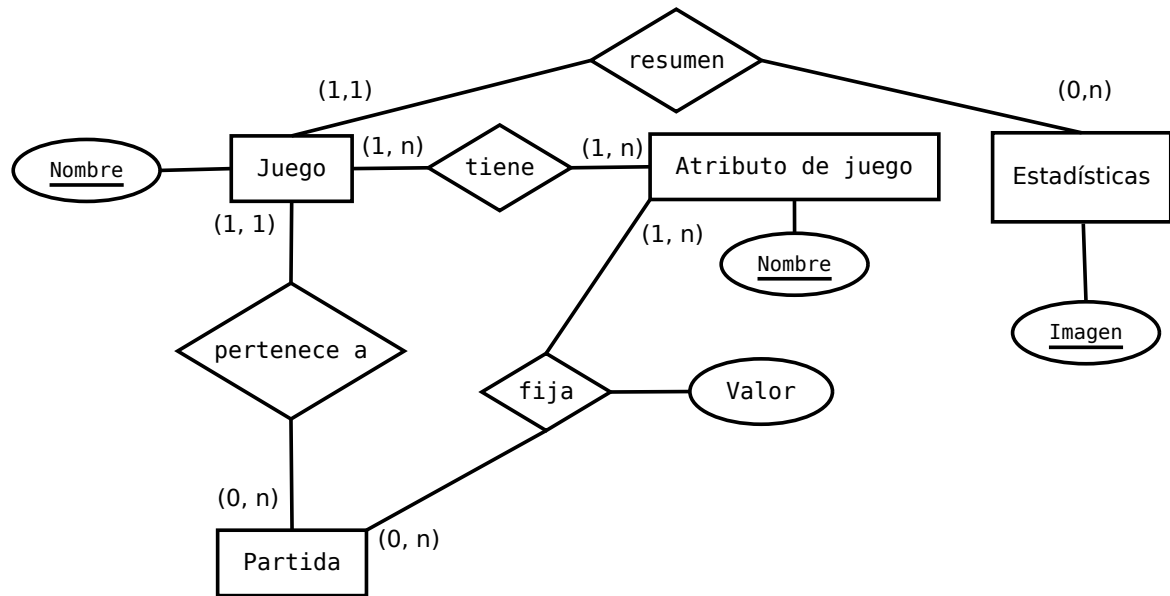 resumen
(1,1)
(0,n)
Nombre
Juego
(1, n)
tiene
(1, n)
Atributo de juego
Estadísticas
(1, 1)
(1, n)
Nombre
Imagen
pertenece a
fija
Valor
(0, n)
(0, n)
Partida